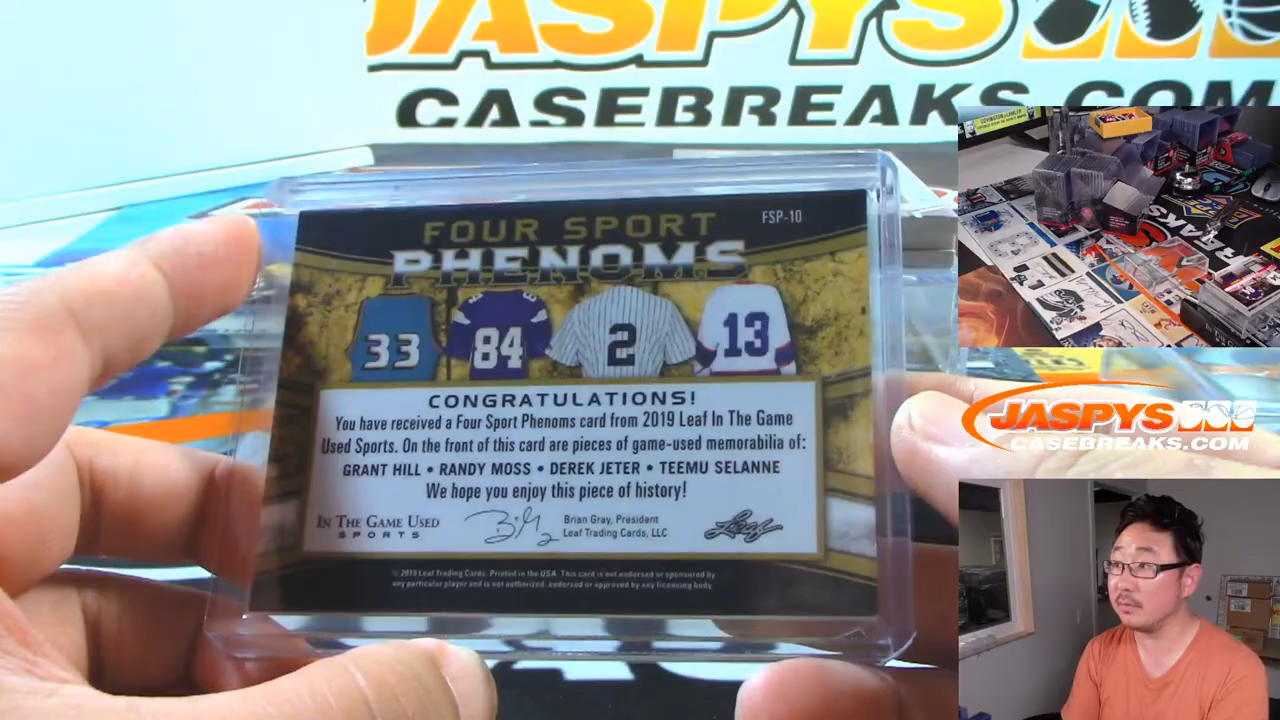 JASPYS
CASEBREAKS.COM
FOUR SPORT
PHENOMS
FSP-10
33
84
2
13
CONGRATULATIONS!
You have received a Four Sport Phenoms card from 2019 Leaf In The Game
Used Sports. On the front of this card are pieces of game-used memorabilia of:
GRANT HILL • RANDY MOSS • DEREK JETER • TEEMU SELANNE
We hope you enjoy this piece of history!
IN THE GAME USED
SPORTS
Brian Gray, President
Leaf Trading Cards, LLC
Leaf
© 2019 Leaf Trading Cards. Printed in the USA. This card is not endorsed or sponsored by
any particular player and is not authorized, endorsed or approved by any licensing body.
BREAKS
JASPYS
CASEBREAKS.COM